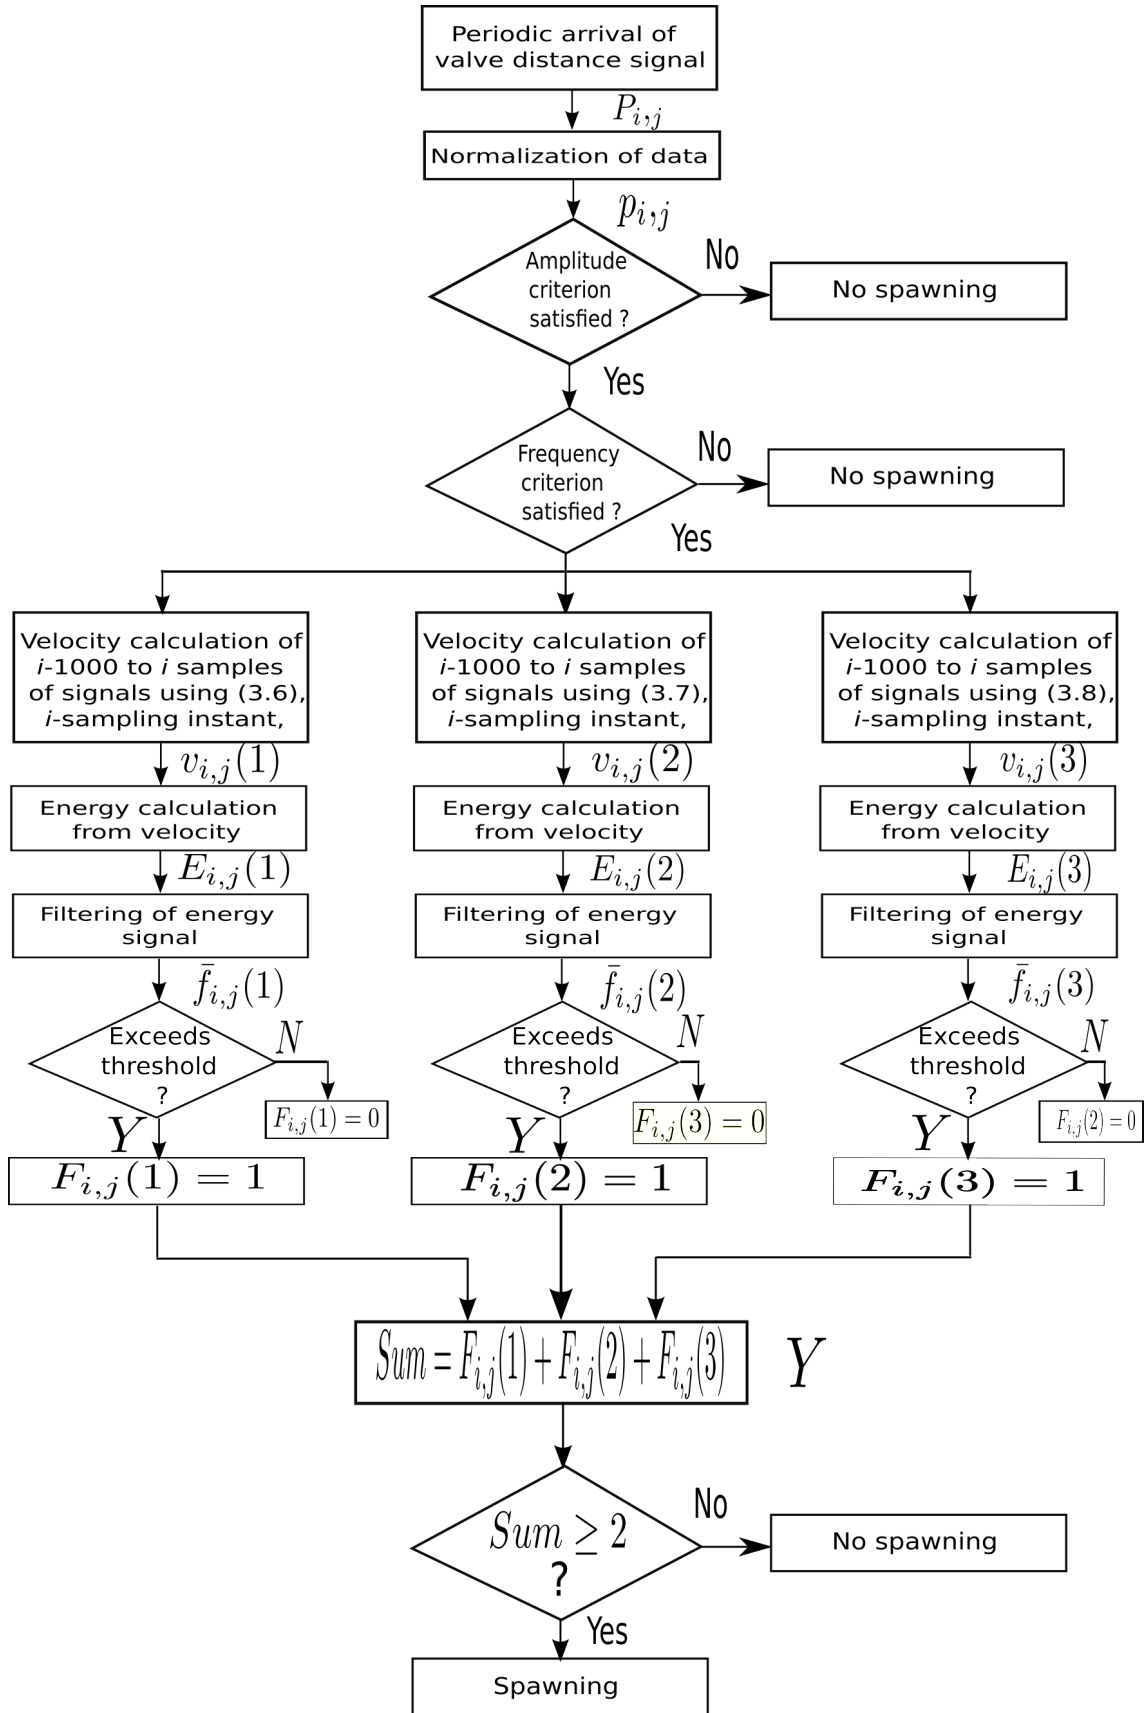 Periodic arrival of
valve distance signal
P_{i,j}
Normalization of data
p_{i,j}
Amplitude
criterion
satisfied ?
No
No spawning
Yes
Frequency
criterion
satisfied ?
No
No spawning
Yes
Velocity calculation of
i-1000 to i samples
of signals using (3.6),
i-sampling instant,
Velocity calculation of
i-1000 to i samples
of signals using (3.7),
i-sampling instant,
Velocity calculation of
i-1000 to i samples
of signals using (3.8),
i-sampling instant,
v_{i,j}(1)
v_{i,j}(2)
v_{i,j}(3)
Energy calculation
from velocity
Energy calculation
from velocity
Energy calculation
from velocity
E_{i,j}(1)
E_{i,j}(2)
E_{i,j}(3)
Filtering of energy
signal
Filtering of energy
signal
Filtering of energy
signal
f̄_{i,j}(1)
f̄_{i,j}(2)
f̄_{i,j}(3)
Exceeds
threshold
?
N
Exceeds
threshold
?
N
Exceeds
threshold
?
N
F_{i,j}(1) = 0
F_{i,j}(3) = 0
F_{i,j}(2) = 0
Y
Y
Y
F_{i,j}(1) = 1
F_{i,j}(2) = 1
F_{i,j}(3) = 1
Sum = F_{i,j}(1) + F_{i,j}(2) + F_{i,j}(3)
Y
Sum ≥ 2
?
No
No spawning
Yes
Spawning